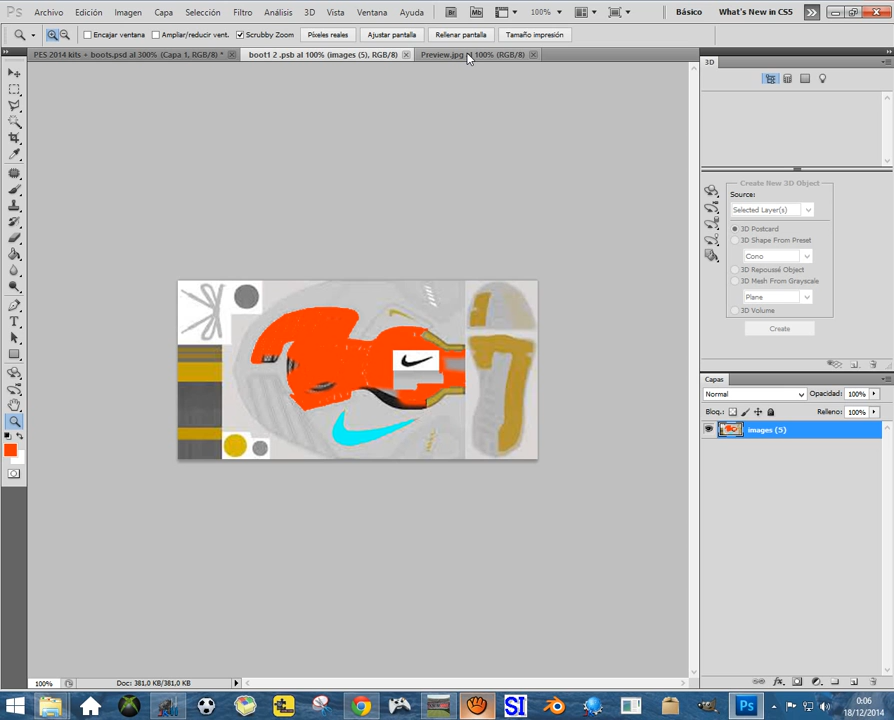 Ps Archivo Edición Imagen Capa Selección Filtro Análisis 3D Vista Ventana Ayuda Br Mb 100% Básico What's New in CS5
Encajar ventana Ampliar/reducir vent. Scrubby Zoom Píxeles reales Ajustar pantalla Rellenar pantalla Tamaño impresión
PES 2014 kits + boots.psd al 300% (Capa 1, RGB/8) * boot1 2 .psb al 100% (images (5), RGB/8) Preview.jpg al 100% (RGB/8)
3D
Create New 3D Object
Source:
Selected Layer(s)
3D Postcard
3D Shape From Preset
Cono
3D Repoussé Object
3D Mesh From Grayscale
Plane
3D Volume
Create
Capas
Normal Opacidad: 100%
Bloq.: Relleno: 100%
images (5)
100% Doc: 381,0 KB/381,0 KB
SI Ps 0:06
18/12/2014